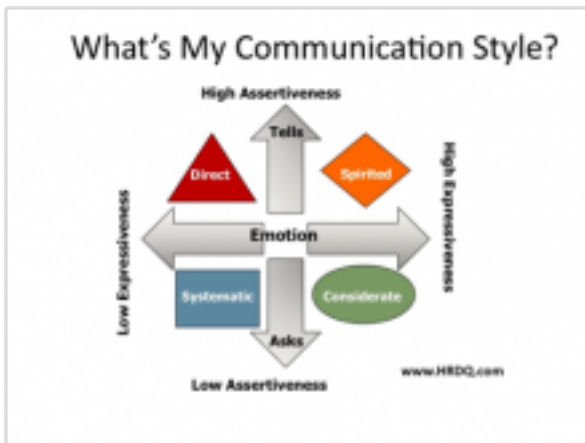 What's My Communication Style?
High Assertiveness
Tells
Direct
Spirited
High Expressiveness
Low Expressiveness
Emotion
Systematic
Considerate
Asks
www.HRDQ.com
Low Assertiveness